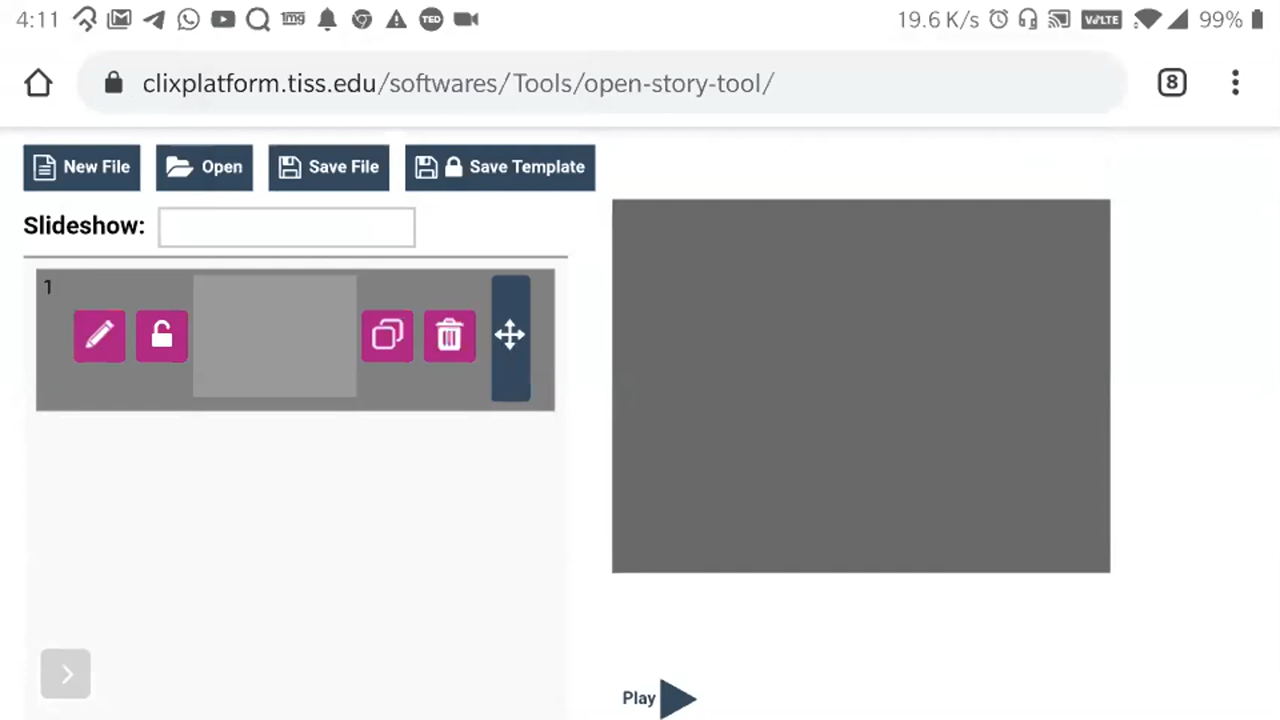 4:11 19.6 K/s VoLTE 99%
clixplatform.tiss.edu/softwares/Tools/open-story-tool/ 8
New File Open Save File Save Template
Slideshow:
1
Play